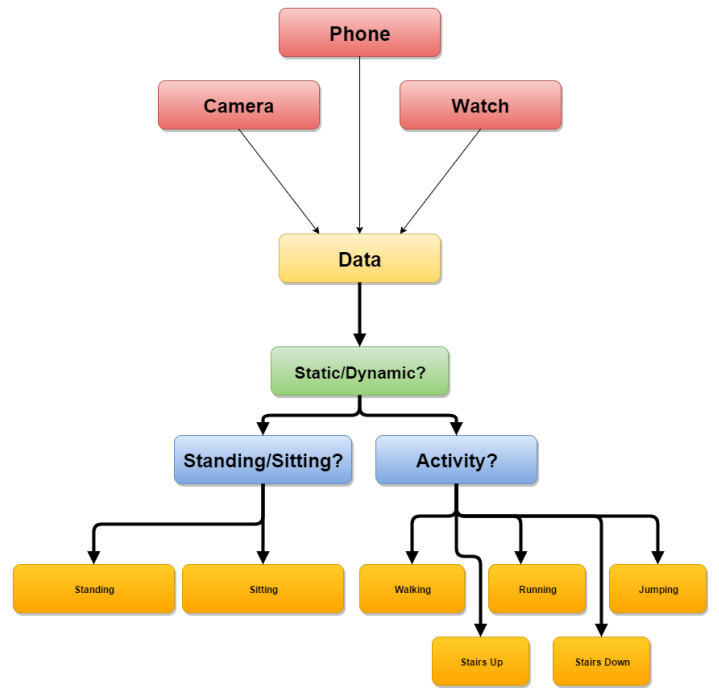 Phone
Camera
Watch
Data
Static/Dynamic?
Standing/Sitting?
Activity?
Standing
Sitting
Walking
Running
Jumping
Stairs Up
Stairs Down